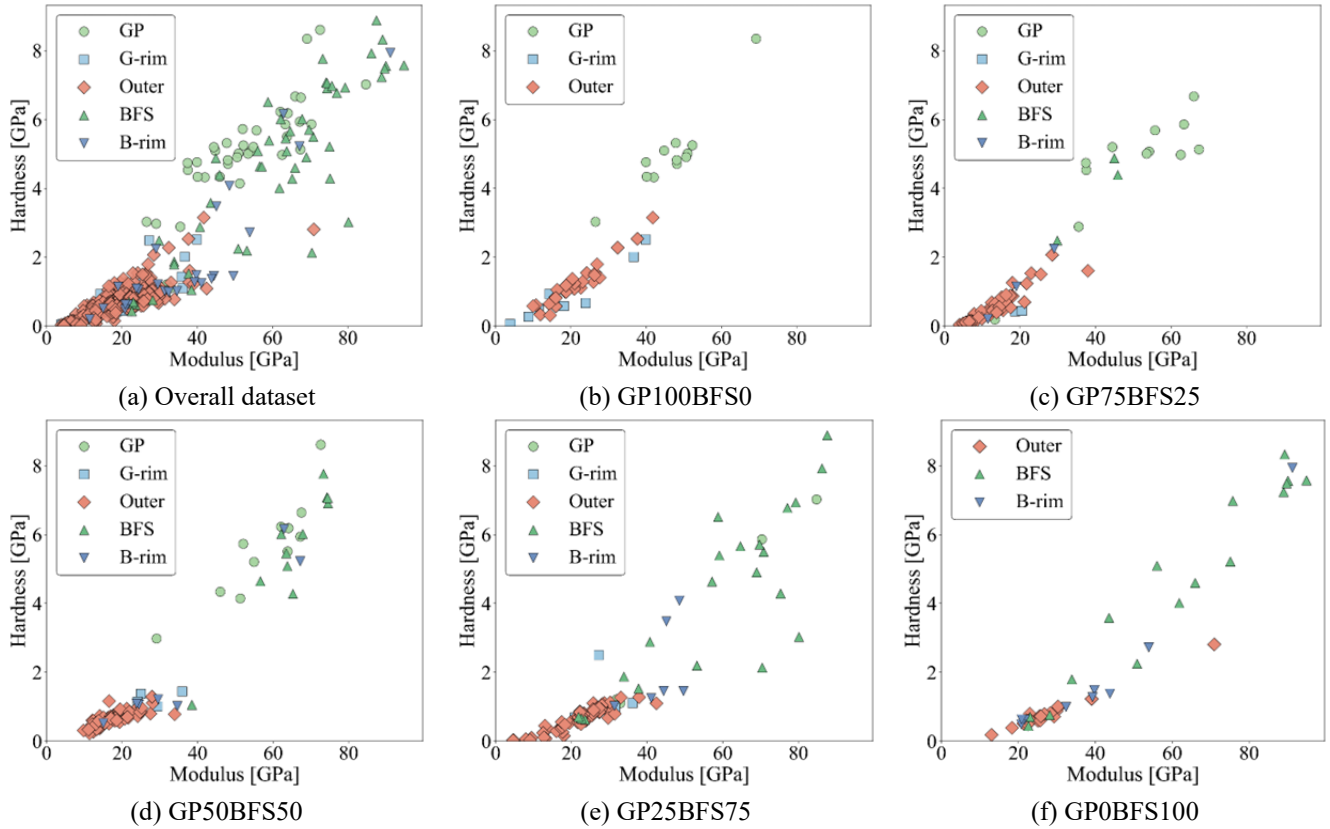 Hardness [GPa]
8
6
4
2
0
GP
G-rim
Outer
BFS
B-rim
0 20 40 60 80
Modulus [GPa]
(a) Overall dataset
Hardness [GPa]
8
6
4
2
0
GP
G-rim
Outer
0 20 40 60 80
Modulus [GPa]
(b) GP100BFS0
Hardness [GPa]
8
6
4
2
0
GP
G-rim
Outer
BFS
B-rim
0 20 40 60 80
Modulus [GPa]
(c) GP75BFS25
Hardness [GPa]
8
6
4
2
0
GP
G-rim
Outer
BFS
B-rim
0 20 40 60 80
Modulus [GPa]
(d) GP50BFS50
Hardness [GPa]
8
6
4
2
0
GP
G-rim
Outer
BFS
B-rim
0 20 40 60 80
Modulus [GPa]
(e) GP25BFS75
Hardness [GPa]
8
6
4
2
0
Outer
BFS
B-rim
0 20 40 60 80
Modulus [GPa]
(f) GP0BFS100